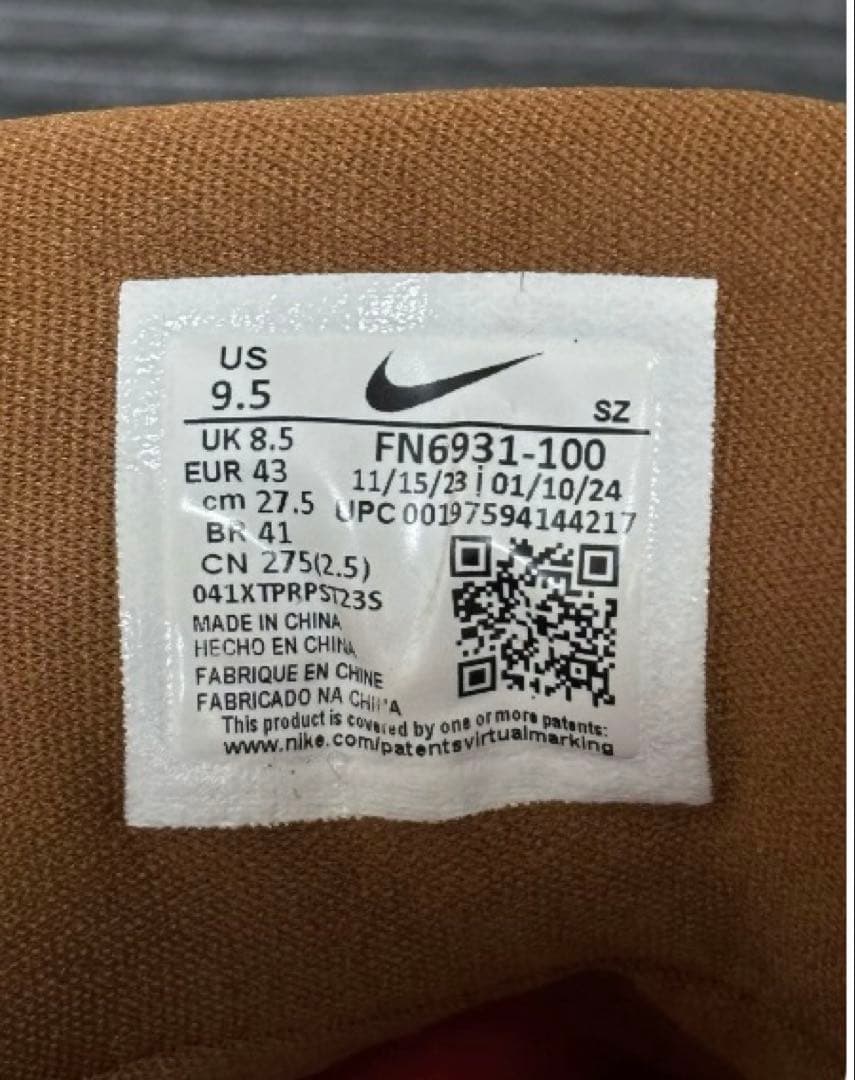 US
9.5
SZ
UK 8.5
FN6931-100
EUR 43
11/15/23 | 01/10/24
cm 27.5
UPC 00197594144217
BR 41
CN 275(2.5)
041XTPRPST23S
MADE IN CHINA
HECHO EN CHINA
FABRIQUE EN CHINE
FABRICADO NA CHINA
This product is covered by one or more patents:
www.nike.com/patentsvirtualmarking